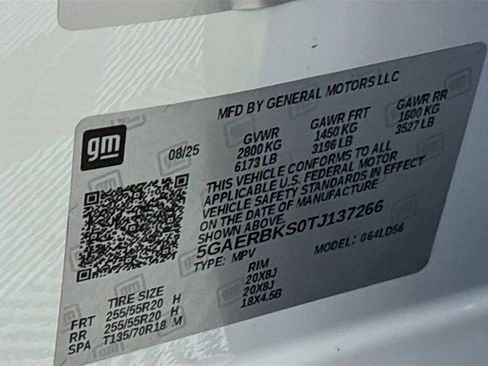 MFD BY GENERAL MOTORS LLC
gm
08/25
GVWR GAWR FRT GAWR RR
2800 KG 1450 KG 1600 KG
6173 LB 3196 LB 3527 LB
THIS VEHICLE CONFORMS TO ALL
APPLICABLE U.S. FEDERAL MOTOR
VEHICLE SAFETY STANDARDS IN EFFECT
ON THE DATE OF MANUFACTURE
SHOWN ABOVE.
5GAERBKS0TJ137266
TYPE: MPV MODEL: 064LD56
TIRE SIZE RIM
FRT 255/55R20 H 20X8J
RR 255/55R20 H 20X8J
SPA T135/70R18 M 18X4.5B